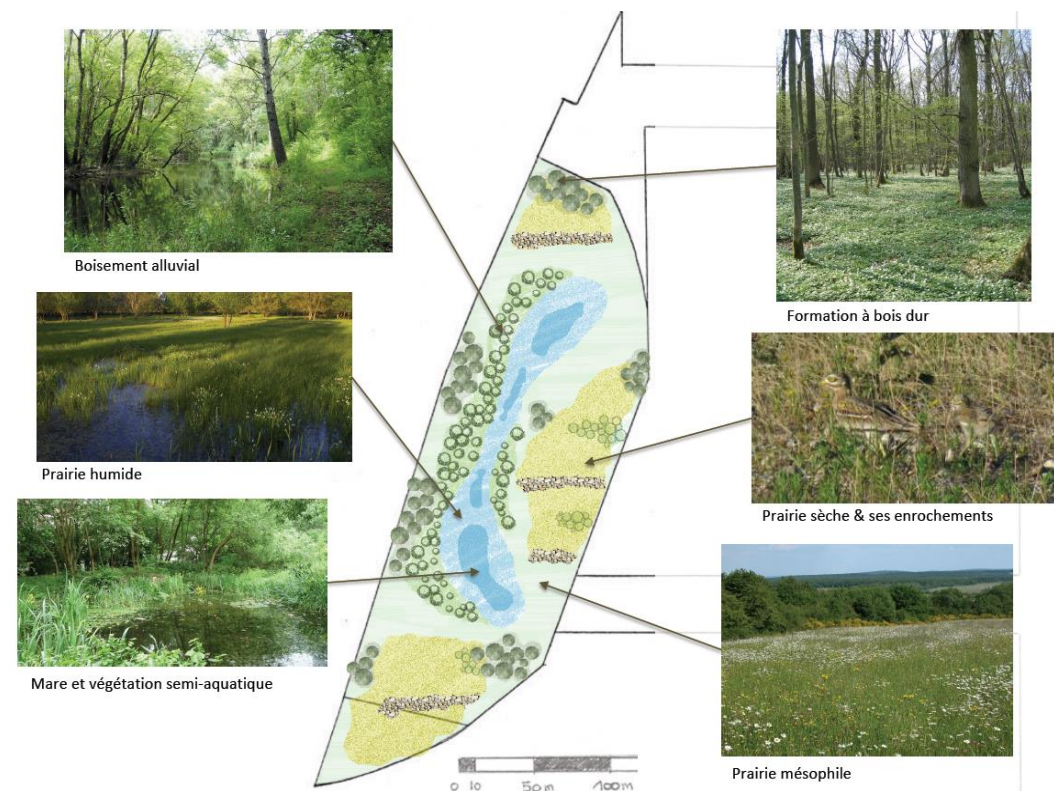 Boisement alluvial
Formation à bois dur
Prairie humide
Prairie sèche & ses enrochements
Mare et végétation semi-aquatique
Prairie mésophile
0 10 50m 100m